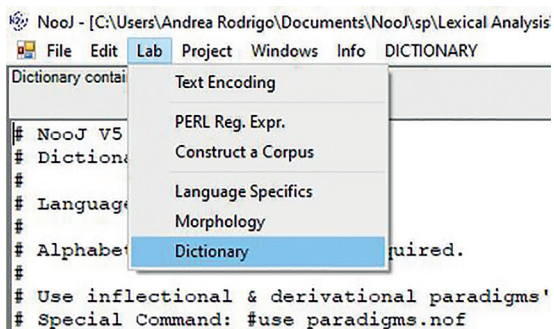 NooJ - [C:\Users\Andrea Rodrigo\Documents\NooJ\sp\Lexical Analysis
File Edit Lab Project Windows Info DICTIONARY
Dictionary contai
Text Encoding
# NooJ V5
PERL Reg. Expr.
# Dictiona
Construct a Corpus
#
# Language
Language Specifics
#
Morphology
# Alphabet
Dictionary
quired.
#
# Use inflectional & derivational paradigms'
# Special Command: #use paradigms.nof